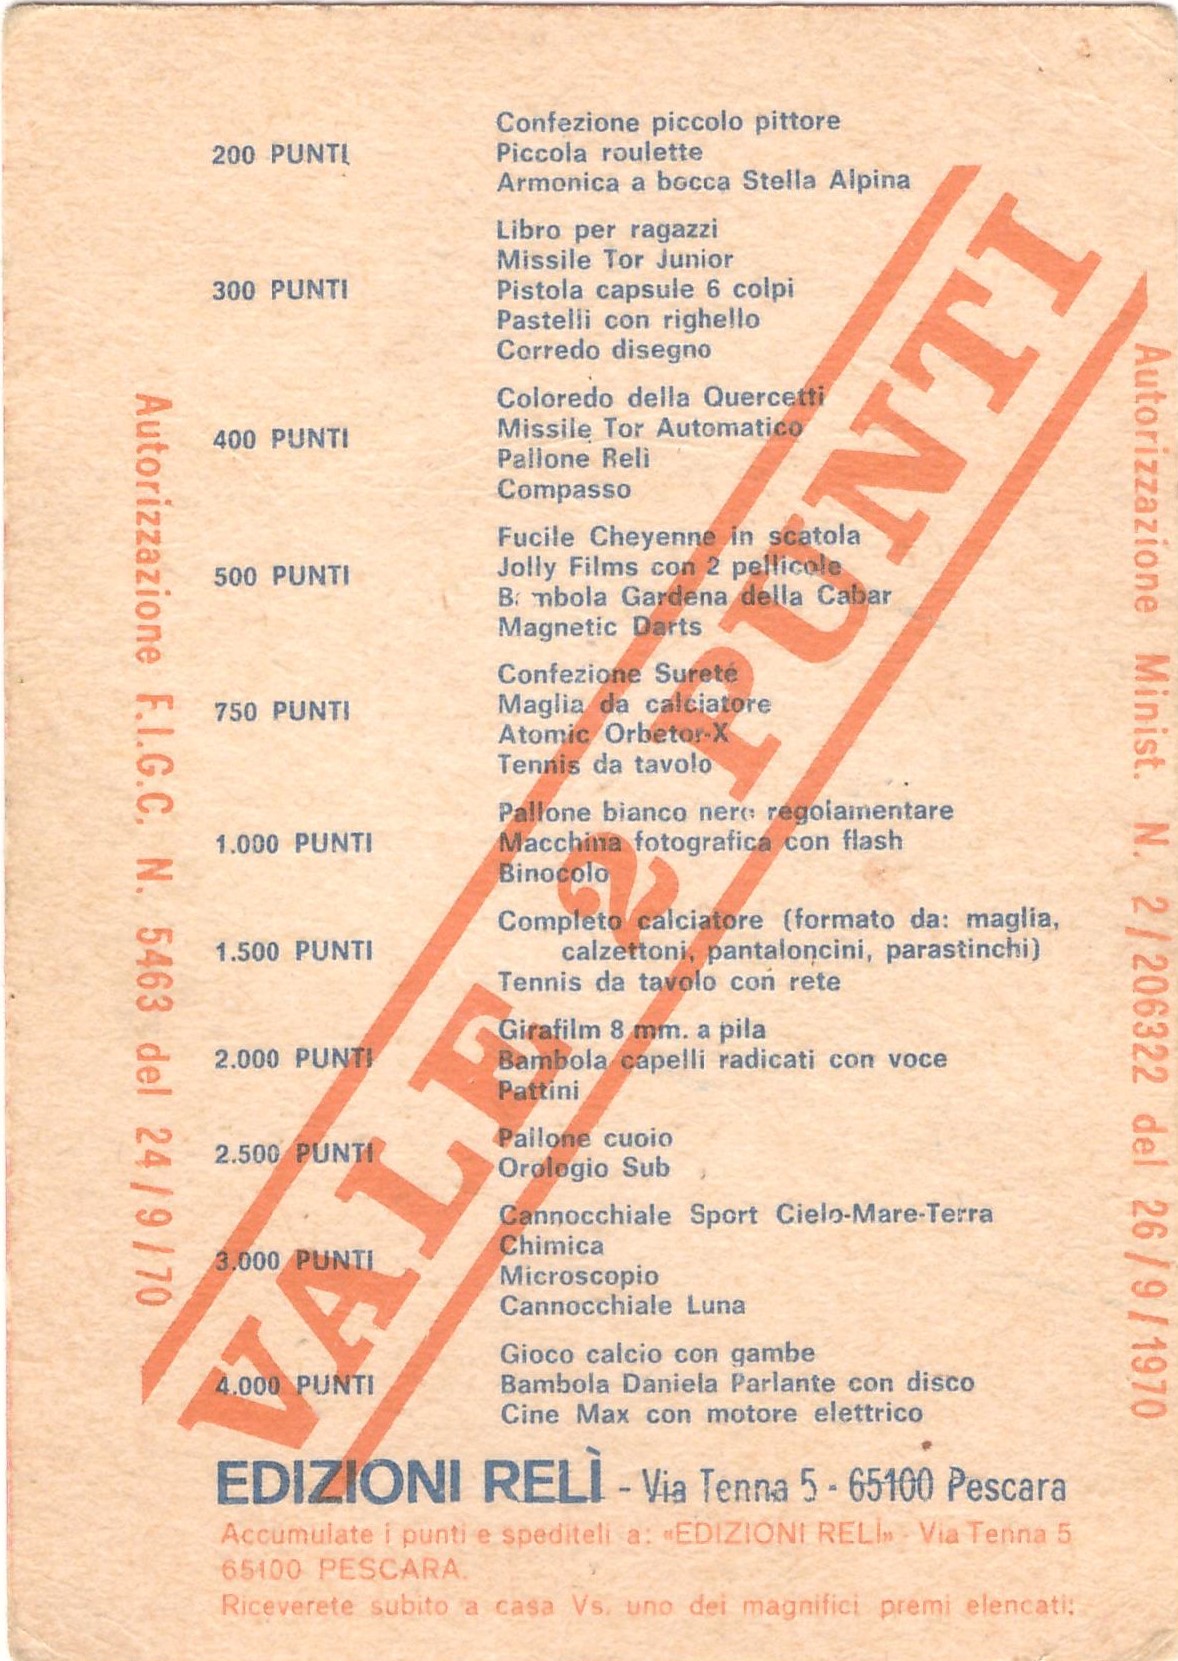 Confezione piccolo pittore
200 PUNTI
Piccola roulette
Armonica a bocca Stella Alpina
Libro per ragazzi
Missile Tor Junior
300 PUNTI
Pistola capsule 6 colpi
Pastelli con righello
Corredo disegno
Coloredo della Quercetti
400 PUNTI
Missile Tor Automatico
Pallone Relì
Compasso
Fucile Cheyenne in scatola
500 PUNTI
Jolly Films con 2 pellicole
Bambola Gardena della Cabar
Magnetic Darts
Confezione Sureté
750 PUNTI
Maglia da calciatore
Atomic Orbetor-X
Tennis da tavolo
Pallone bianco nero regolamentare
1.000 PUNTI
Macchina fotografica con flash
Binocolo
Completo calciatore (formato da: maglia,
1.500 PUNTI
calzettoni, pantaloncini, parastinchi)
Tennis da tavolo con rete
Girafilm 8 mm. a pila
2.000 PUNTI
Bambola capelli radicati con voce
Pattini
2.500 PUNTI
Pallone cuoio
Orologio Sub
Cannocchiale Sport Cielo-Mare-Terra
3.000 PUNTI
Chimica
Microscopio
Cannocchiale Luna
Gioco calcio con gambe
4.000 PUNTI
Bambola Daniela Parlante con disco
Cine Max con motore elettrico
VALE 2 PUNTI
Autorizzazione F.I.G.C. N. 5463 del 24/9/70
Autorizzazione Minist. N. 2/206322 del 26/9/1970
EDIZIONI RELÌ - Via Tenna 5 - 65100 Pescara
Accumulate i punti e spediteli a: «EDIZIONI RELÌ» - Via Tenna 5
65100 PESCARA.
Riceverete subito a casa Vs. uno dei magnifici premi elencati: